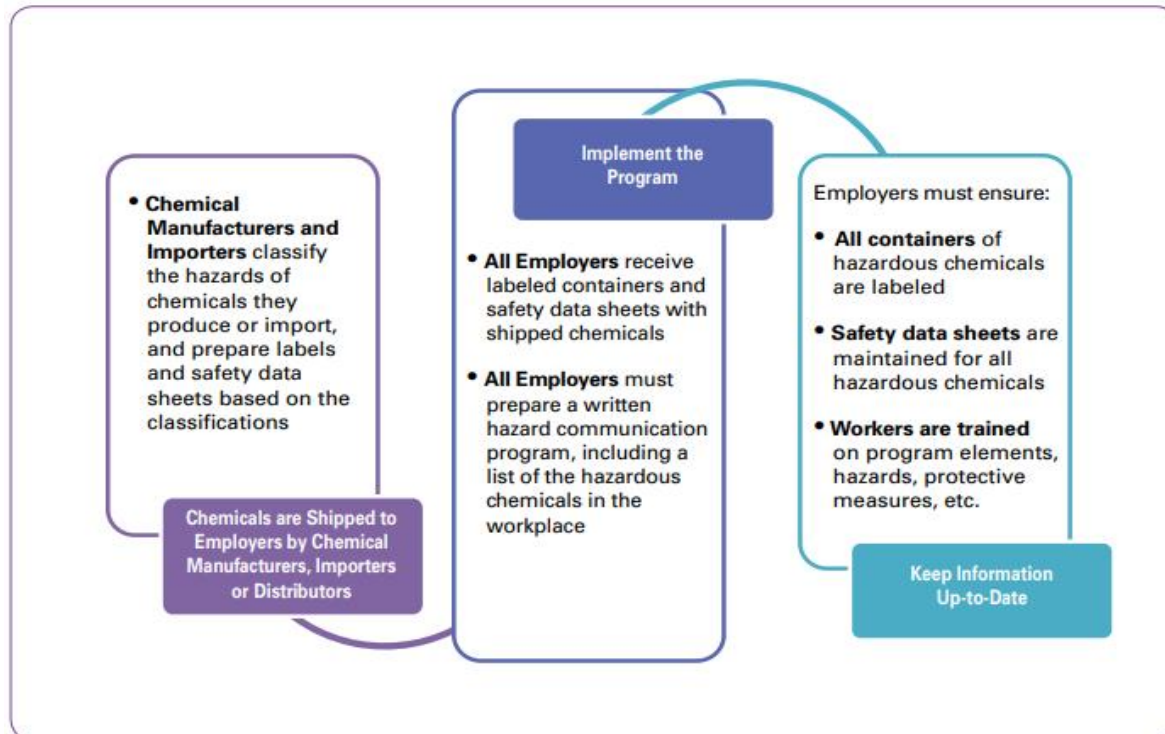 • Chemical
Manufacturers and
Importers classify
the hazards of
chemicals they
produce or import,
and prepare labels
and safety data
sheets based on the
classifications
Chemicals are Shipped to
Employers by Chemical
Manufacturers, Importers
or Distributors
Implement the
Program
• All Employers receive
labeled containers and
safety data sheets with
shipped chemicals
• All Employers must
prepare a written
hazard communication
program, including a
list of the hazardous
chemicals in the
workplace
Employers must ensure:
• All containers of
hazardous chemicals
are labeled
• Safety data sheets are
maintained for all
hazardous chemicals
• Workers are trained
on program elements,
hazards, protective
measures, etc.
Keep Information
Up-to-Date